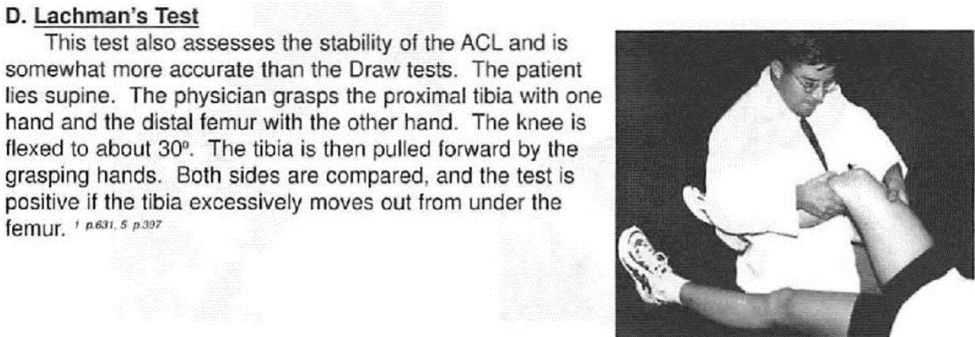 D. Lachman's Test
This test also assesses the stability of the ACL and is
somewhat more accurate than the Draw tests. The patient
lies supine. The physician grasps the proximal tibia with one
hand and the distal femur with the other hand. The knee is
flexed to about 30º. The tibia is then pulled forward by the
grasping hands. Both sides are compared, and the test is
positive if the tibia excessively moves out from under the
femur. 1 p.631, 5 p.397